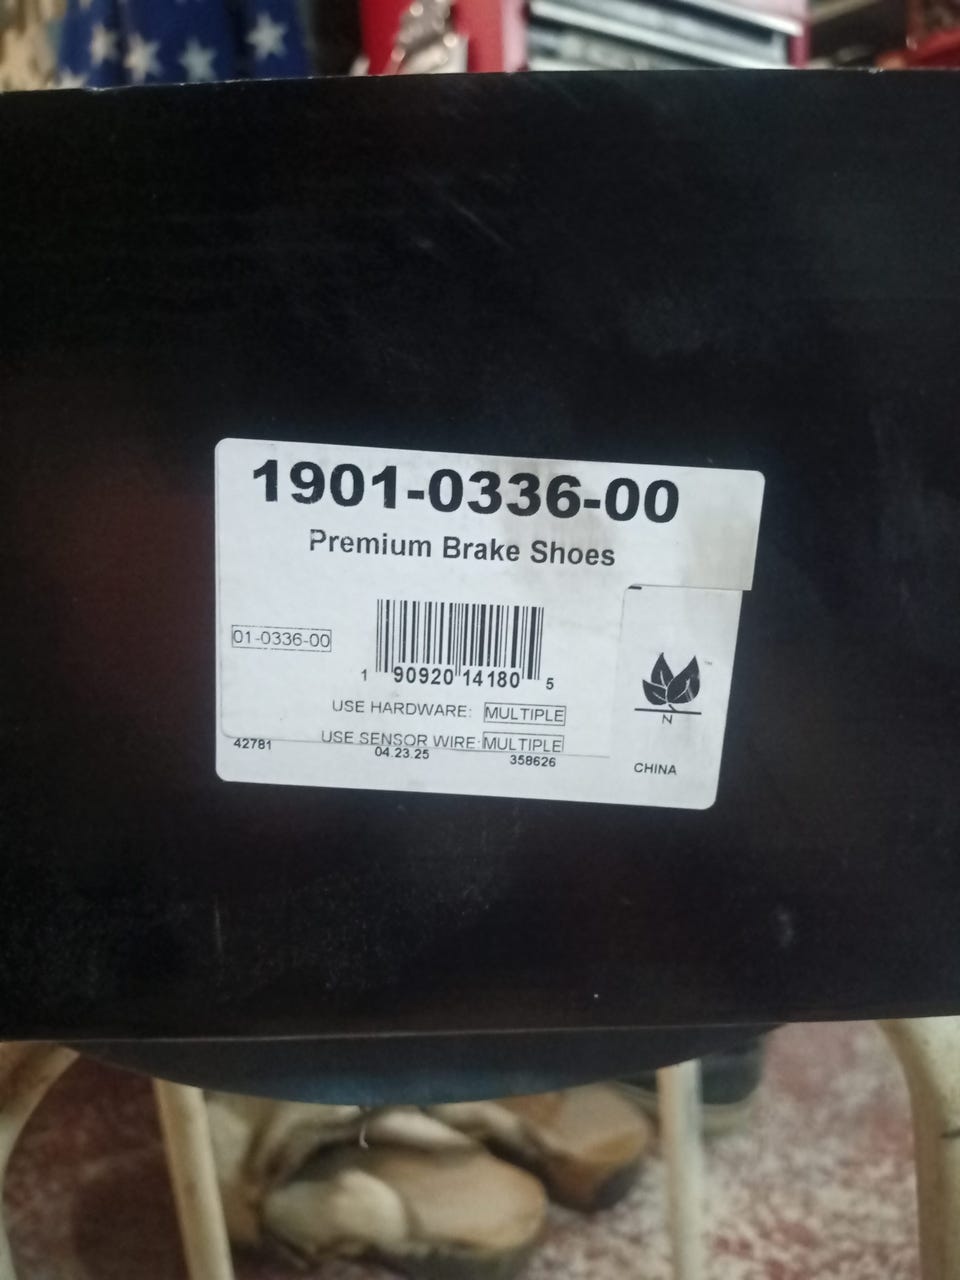 1901-0336-00
Premium Brake Shoes
01-0336-00
1 90920 14180 5
USE HARDWARE: MULTIPLE
USE SENSOR WIRE: MULTIPLE
42781 04.23.25 358626
™
N
CHINA